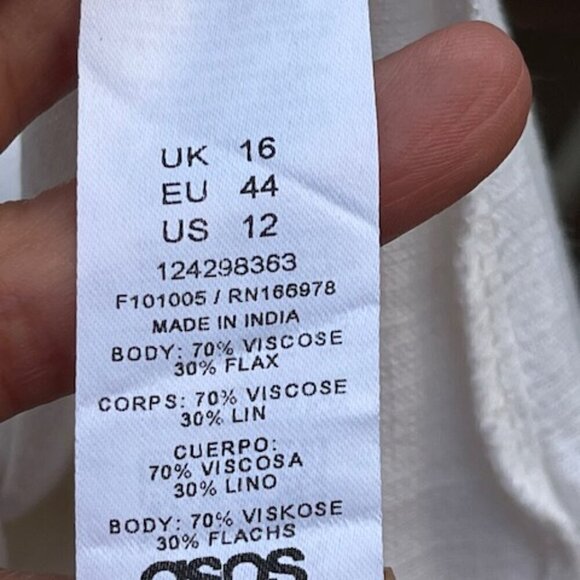 UK 16
EU 44
US 12
124298363
F101005 / RN166978
MADE IN INDIA
BODY: 70% VISCOSE
30% FLAX
CORPS: 70% VISCOSE
30% LIN
CUERPO:
70% VISCOSA
30% LINO
BODY: 70% VISKOSE
30% FLACHS
asos